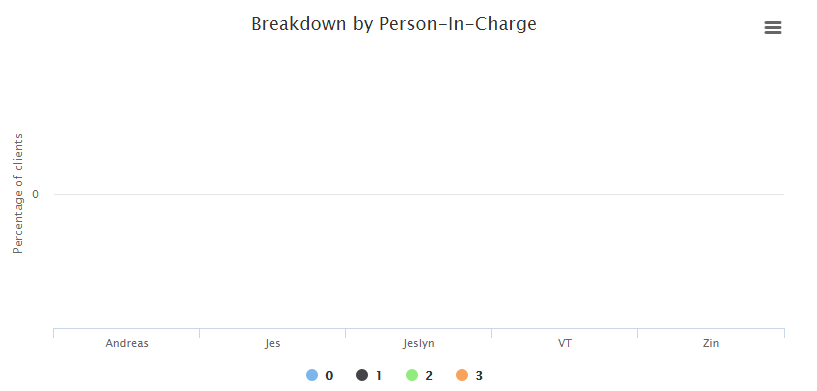 Breakdown by Person-In-Charge
Percentage of clients
0
Andreas Jes Jeslyn VT Zin
0 1 2 3